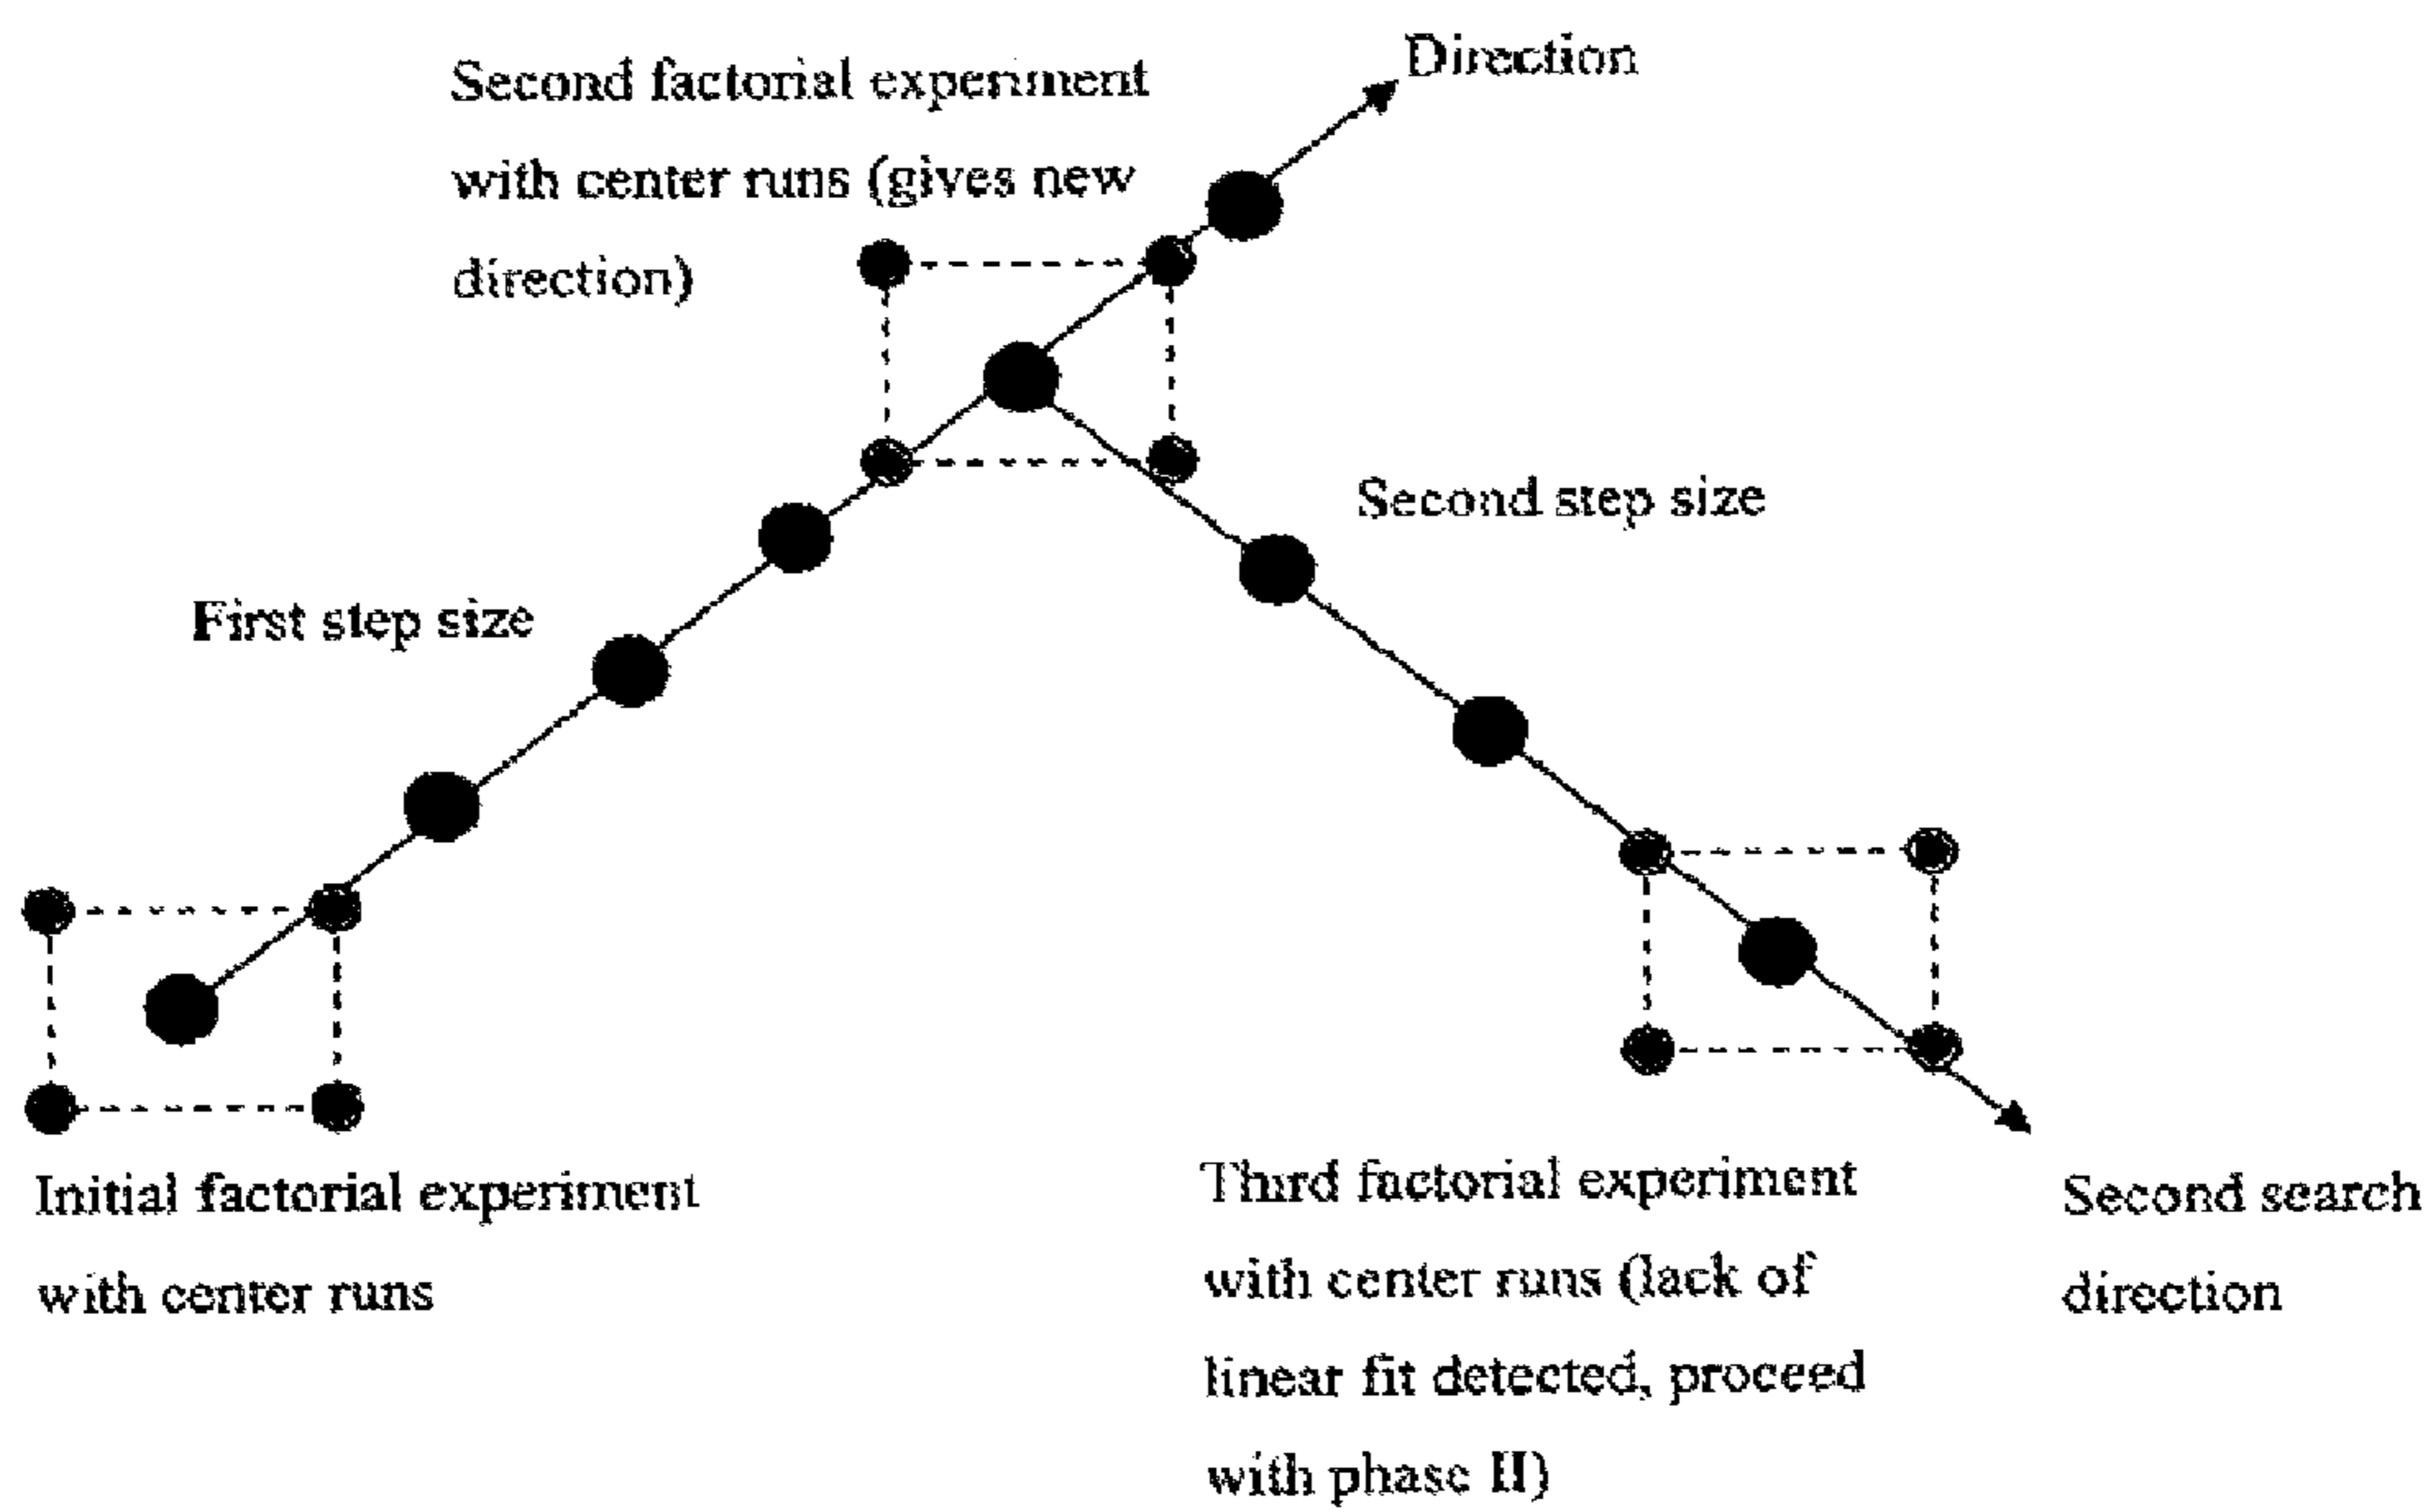 Direction
Second factorial experiment
with center runs (gives new
direction)
Second step size
First step size
Initial factorial experiment
with center runs
Third factorial experiment
with center runs (lack of
linear fit detected, proceed
with phase II)
Second search
direction